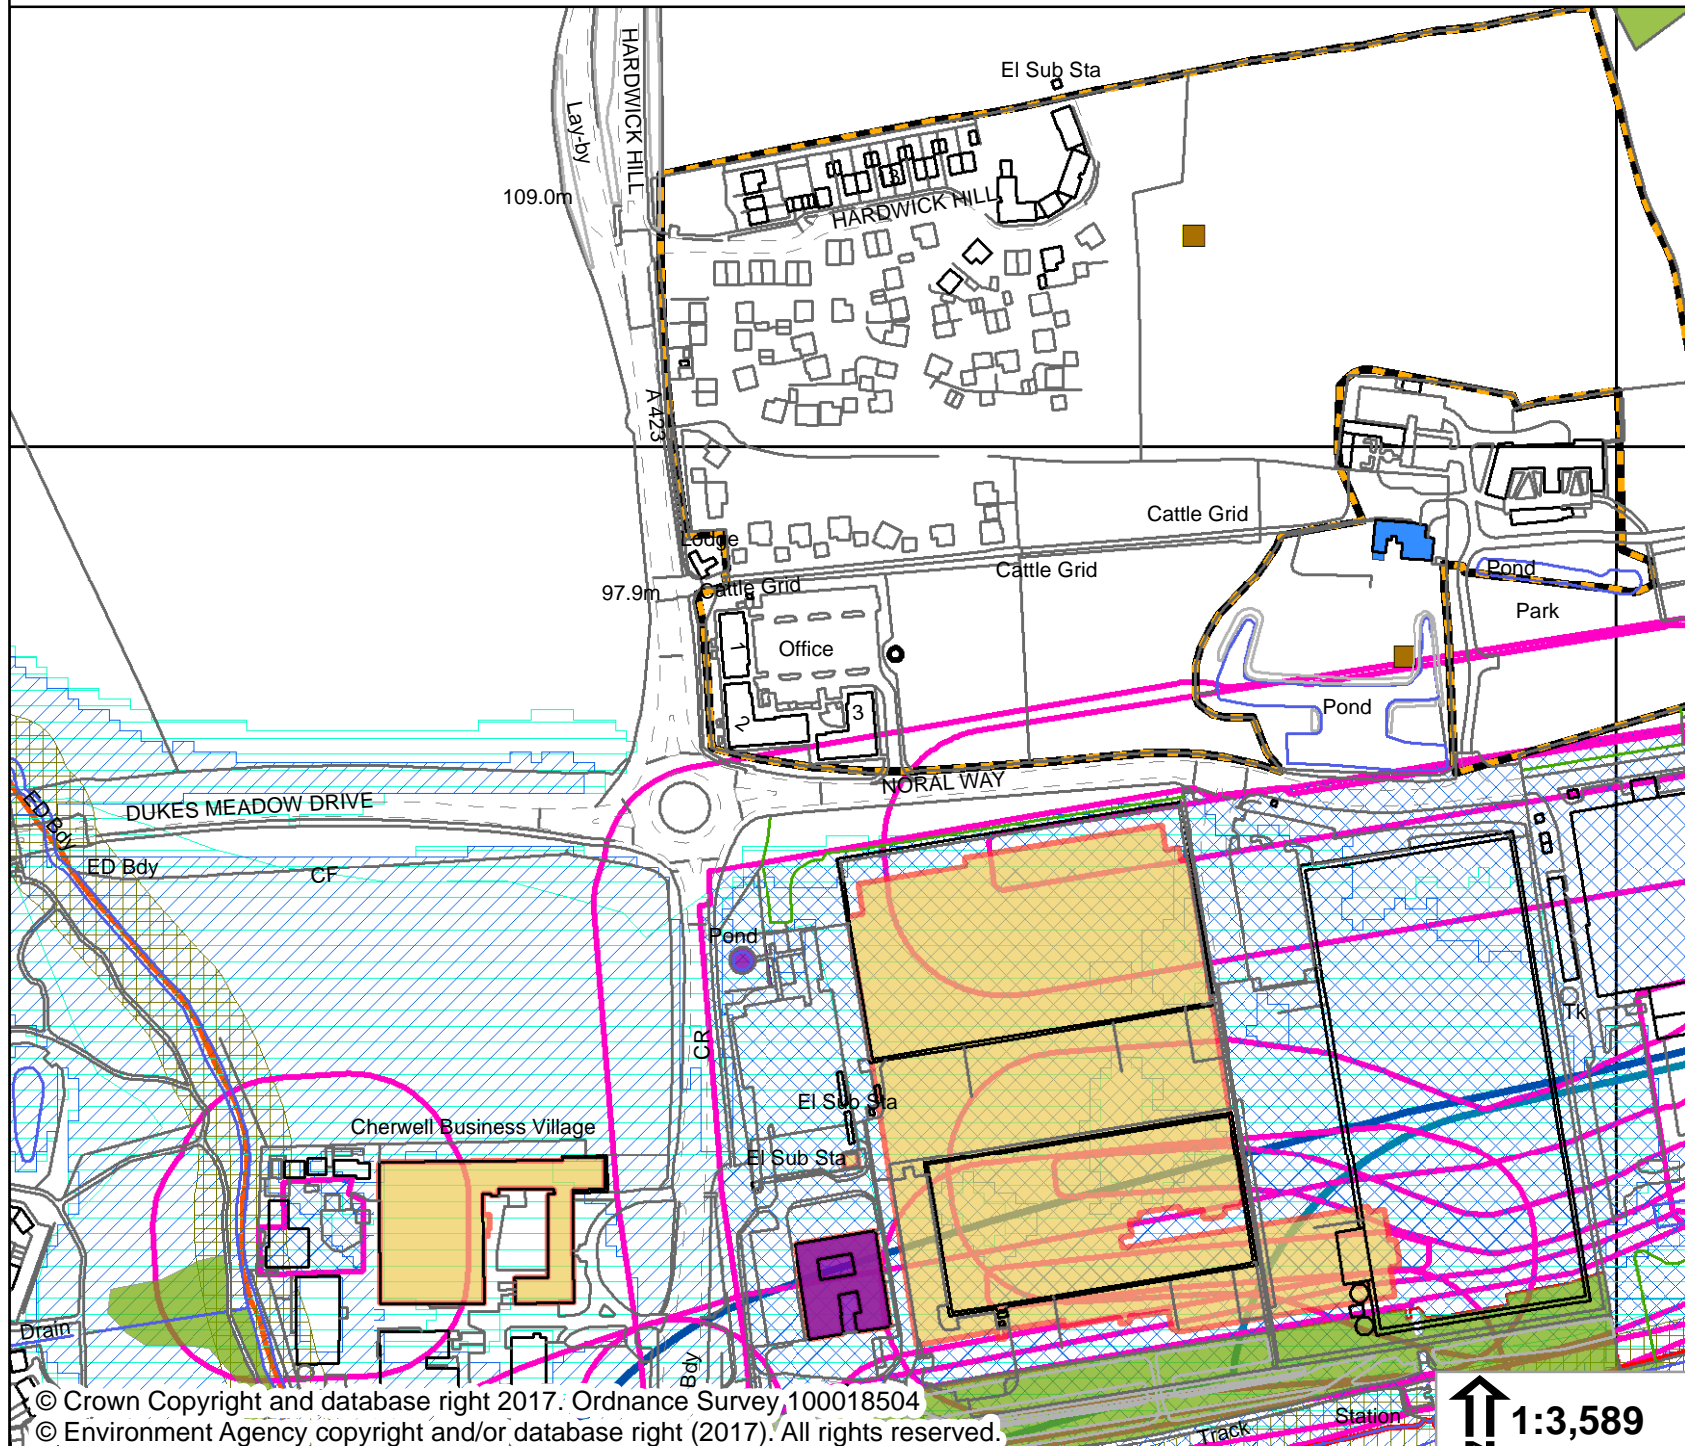 El Sub Sta
HARDWICK HILL
Lay-by
109.0m
3
HARDWICK HILL
A 423
Cattle Grid
Lodge
Cattle Grid
Pond
97.9m
Cattle Grid
Park
1
Office
2
3
Pond
NORAL WAY
DUKES MEADOW DRIVE
ED Bdy
ED Bdy
CF
Pond
Tk
CR
El Sub Sta
Cherwell Business Village
El Sub Sta
Drain
Bdy
Station
Track
© Crown Copyright and database right 2017. Ordnance Survey 100018504
© Environment Agency copyright and/or database right (2017). All rights reserved.
1:3,589